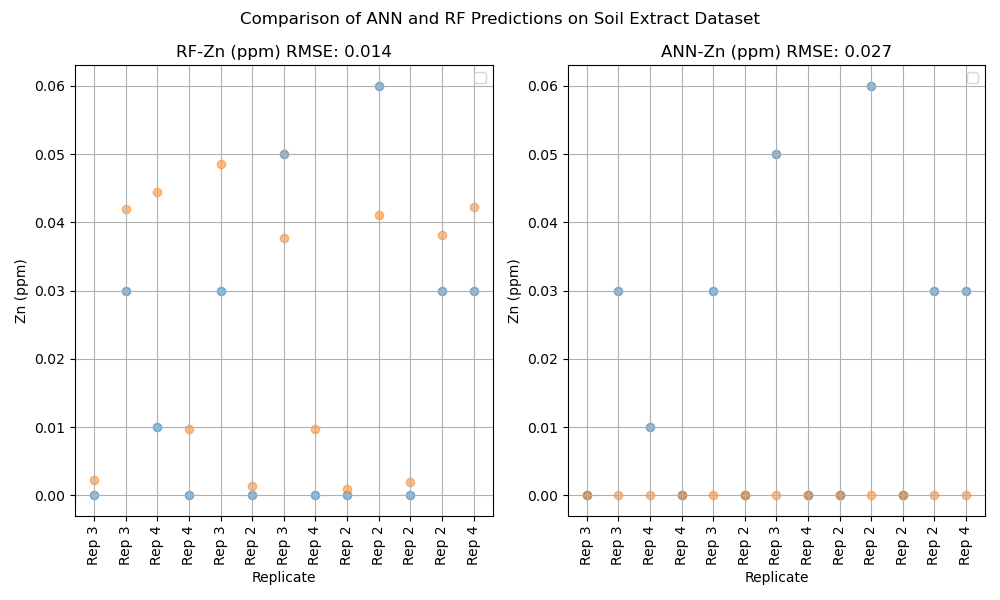 Comparison of ANN and RF Predictions on Soil Extract Dataset
RF-Zn (ppm) RMSE: 0.014
0.06
0.05
0.04
0.03
0.02
0.01
0.00
Zn (ppm)
Rep 3
Rep 3
Rep 4
Rep 4
Rep 3
Rep 2
Rep 3
Rep 4
Rep 2
Rep 2
Rep 2
Rep 2
Rep 4
Replicate
ANN-Zn (ppm) RMSE: 0.027
0.06
0.05
0.04
0.03
0.02
0.01
0.00
Zn (ppm)
Rep 3
Rep 3
Rep 4
Rep 4
Rep 3
Rep 2
Rep 3
Rep 4
Rep 2
Rep 2
Rep 2
Rep 2
Rep 4
Replicate